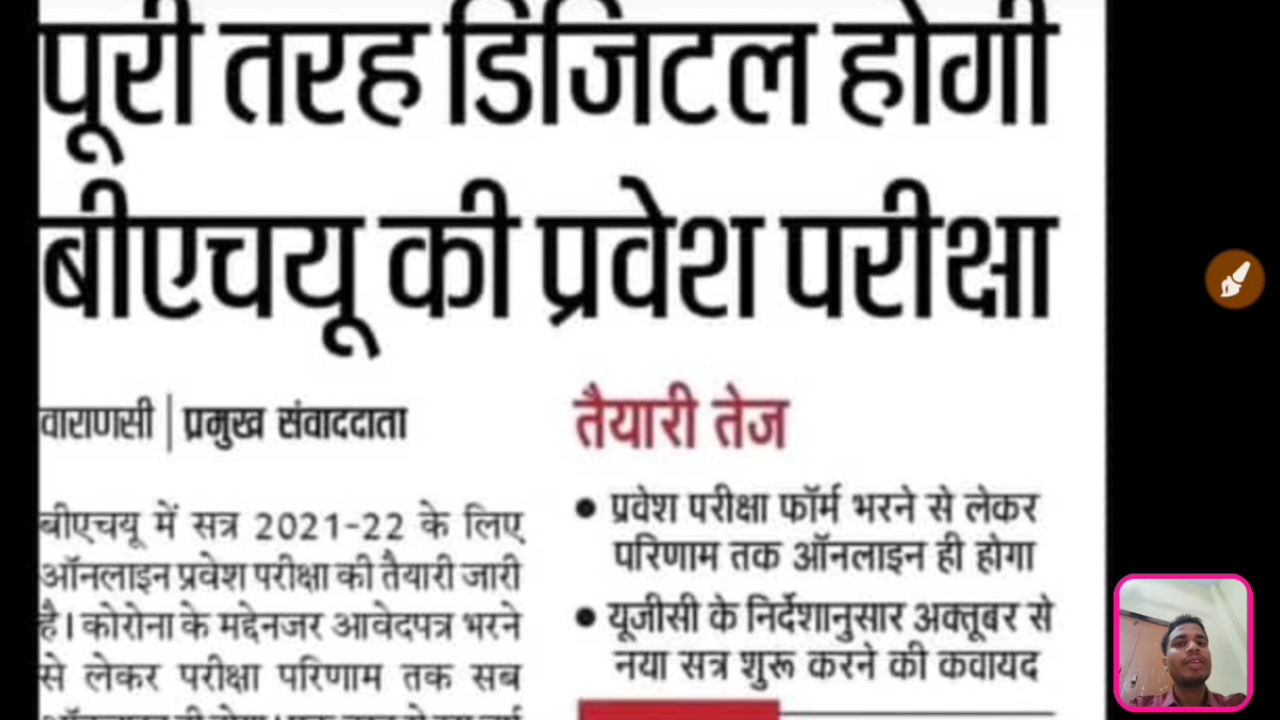 पूरी तरह डिजिटल होगी
बीएचयू की प्रवेश परीक्षा
वाराणसी | प्रमुख संवाददाता
बीएचयू में सत्र 2021-22 के लिए
ऑनलाइन प्रवेश परीक्षा की तैयारी जारी
है। कोरोना के मद्देनजर आवेदपत्र भरने
से लेकर परीक्षा परिणाम तक सब
तैयारी तेज
● प्रवेश परीक्षा फॉर्म भरने से लेकर
परिणाम तक ऑनलाइन ही होगा
● यूजीसी के निर्देशानुसार अक्तूबर से
नया सत्र शुरू करने की कवायद